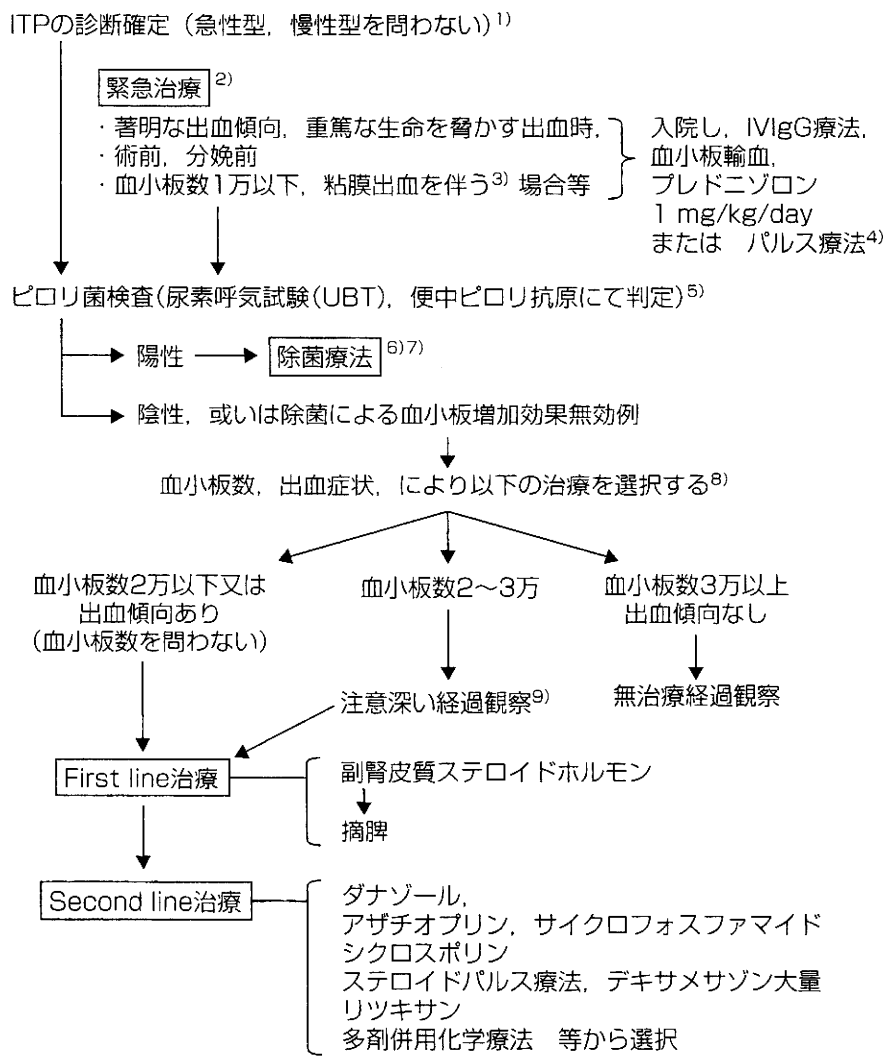 ITPの診断確定（急性型，慢性型を問わない）1)
緊急治療 2)
・著明な出血傾向，重篤な生命を脅かす出血時，
・術前，分娩前
・血小板数1万以下，粘膜出血を伴う3) 場合等
入院し，IVIgG療法，
血小板輸血，
プレドニゾロン
1 mg/kg/day
または　パルス療法4)
ピロリ菌検査(尿素呼気試験(UBT)，便中ピロリ抗原にて判定)5)
陽性
除菌療法 6)7)
陰性，或いは除菌による血小板増加効果無効例
血小板数，出血症状，により以下の治療を選択する8)
血小板数2万以下又は
出血傾向あり
（血小板数を問わない）
血小板数2〜3万
血小板数3万以上
出血傾向なし
注意深い経過観察9)
無治療経過観察
First line治療
副腎皮質ステロイドホルモン
摘脾
Second line治療
ダナゾール，
アザチオプリン，サイクロフォスファマイド
シクロスポリン
ステロイドパルス療法，デキサメサゾン大量
リツキサン
多剤併用化学療法　等から選択